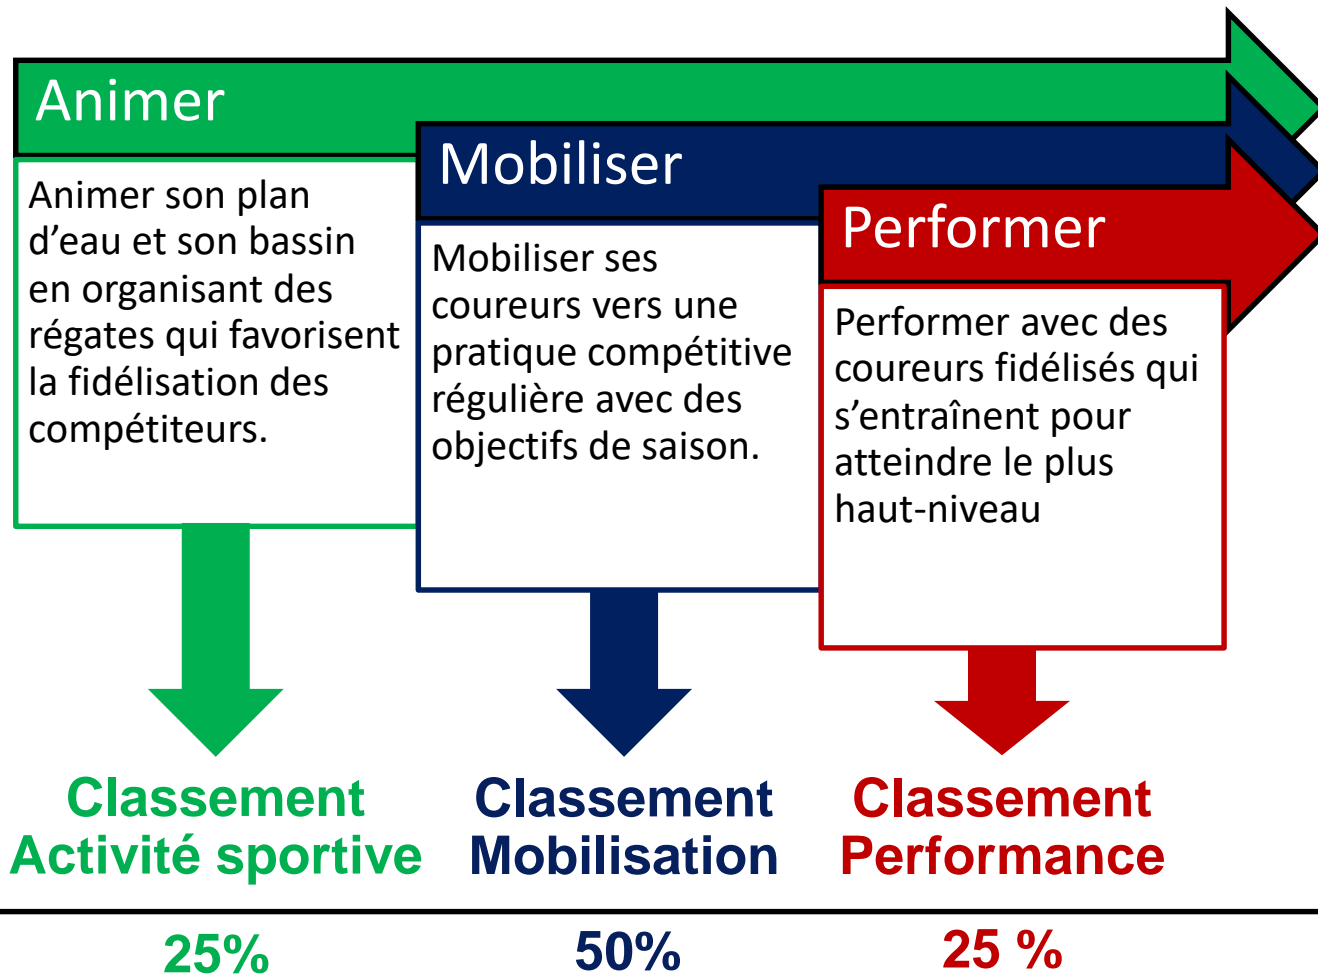 Animer
Animer son plan
d’eau et son bassin
en organisant des
régates qui favorisent
la fidélisation des
compétiteurs.
Mobiliser
Mobiliser ses
coureurs vers une
pratique compétitive
régulière avec des
objectifs de saison.
Performer
Performer avec des
coureurs fidélisés qui
s’entraînent pour
atteindre le plus
haut-niveau
Classement
Activité sportive
Classement
Mobilisation
Classement
Performance
25%
50%
25 %